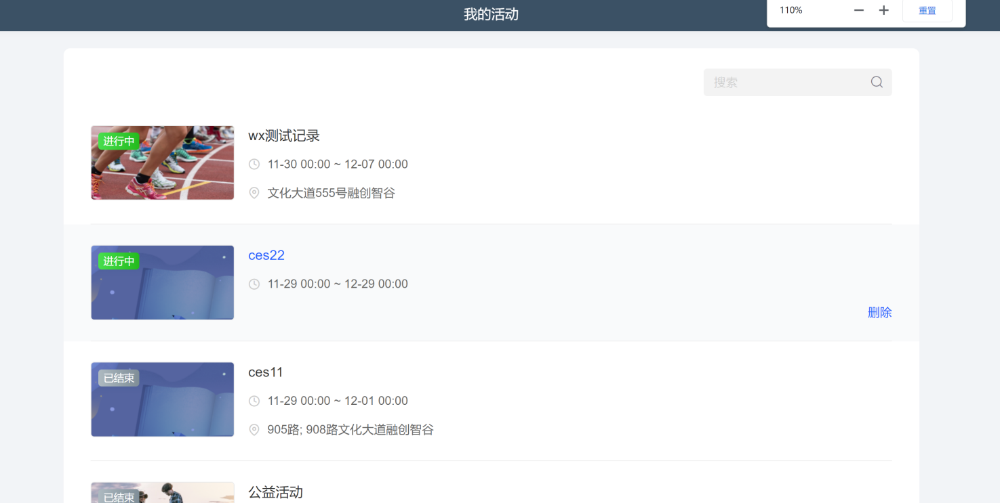 我的活动
110%
重置
搜索
进行中
wx测试记录
11-30 00:00 ~ 12-07 00:00
文化大道555号融创智谷
进行中
ces22
11-29 00:00 ~ 12-29 00:00
删除
已结束
ces11
11-29 00:00 ~ 12-01 00:00
905路; 908路文化大道融创智谷
已结束
公益活动